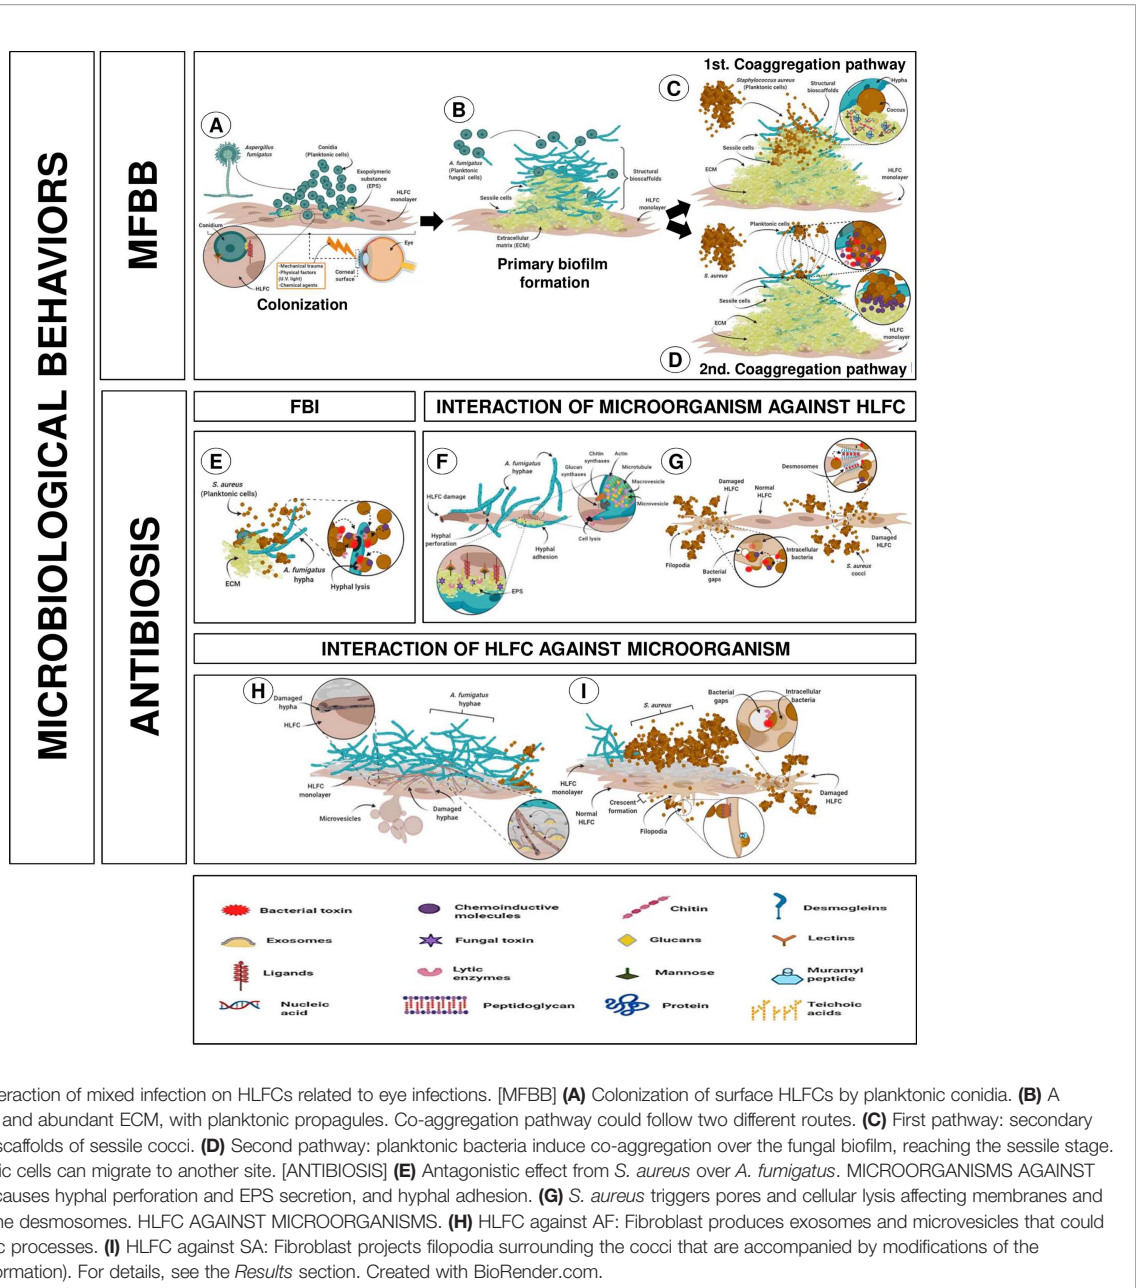 MICROBIOLOGICAL BEHAVIORS
MFBB
ANTIBIOSIS
A
Aspergillus
fumigatus
Conidia
(Planktonic cells)
Exopolymeric
substance
(EPS)
HLFC
monolayer
Conidium
HLFC
-Mechanical trauma
-Physical factors
(U.V. light)
-Chemical agents
Corneal
surface
Eye
Colonization
B
A. fumigatus
(Planktonic
fungal cells)
Sessile cells
Structural
bioscaffolds
HLFC
monolayer
Extracellular
matrix (ECM)
Primary biofilm
formation
1st. Coaggregation pathway
C
Staphylococcus aureus
(Planktonic cells)
Structural
bioscaffolds
Hypha
Coccus
Sessile cells
ECM
HLFC
monolayer
Planktonic cells
S. aureus
Sessile cells
ECM
HLFC
monolayer
D
2nd. Coaggregation pathway
FBI
INTERACTION OF MICROORGANISM AGAINST HLFC
E
S. aureus
(Planktonic cells)
ECM
A. fumigatus
hypha
Hyphal lysis
F
A. fumigatus
hyphae
Chitin
synthases
Actin
Glucan
synthases
Microtubule
Macrovesicle
Microvesicle
HLFC damage
Hyphal
perforation
Cell lysis
Hyphal
adhesion
EPS
G
Desmosomes
Damaged
HLFC
Normal
HLFC
Damaged
HLFC
Filopodia
Bacterial
gaps
Intracellular
bacteria
S. aureus
cocci
INTERACTION OF HLFC AGAINST MICROORGANISM
H
Damaged
hypha
HLFC
A. fumigatus
hyphae
HLFC
monolayer
Microvesicles
Damaged
hyphae
I
S. aureus
Bacterial
gaps
Intracellular
bacteria
HLFC
monolayer
Normal
HLFC
Crescent
formation
Filopodia
Damaged
HLFC
Bacterial toxin
Chemoinductive
molecules
Chitin
Desmogleins
Exosomes
Fungal toxin
Glucans
Lectins
Ligands
Lytic
enzymes
Mannose
Muramyl
peptide
Nucleic
acid
Peptidoglycan
Protein
Teichoic
acids
eraction of mixed infection on HLFCs related to eye infections. [MFBB] (A) Colonization of surface HLFCs by planktonic conidia. (B) A
and abundant ECM, with planktonic propagules. Co-aggregation pathway could follow two different routes. (C) First pathway: secondary
scaffolds of sessile cocci. (D) Second pathway: planktonic bacteria induce co-aggregation over the fungal biofilm, reaching the sessile stage.
ic cells can migrate to another site. [ANTIBIOSIS] (E) Antagonistic effect from S. aureus over A. fumigatus. MICROORGANISMS AGAINST
causes hyphal perforation and EPS secretion, and hyphal adhesion. (G) S. aureus triggers pores and cellular lysis affecting membranes and
ne desmosomes. HLFC AGAINST MICROORGANISMS. (H) HLFC against AF: Fibroblast produces exosomes and microvesicles that could
c processes. (I) HLFC against SA: Fibroblast projects filopodia surrounding the cocci that are accompanied by modifications of the
ormation). For details, see the Results section. Created with BioRender.com.